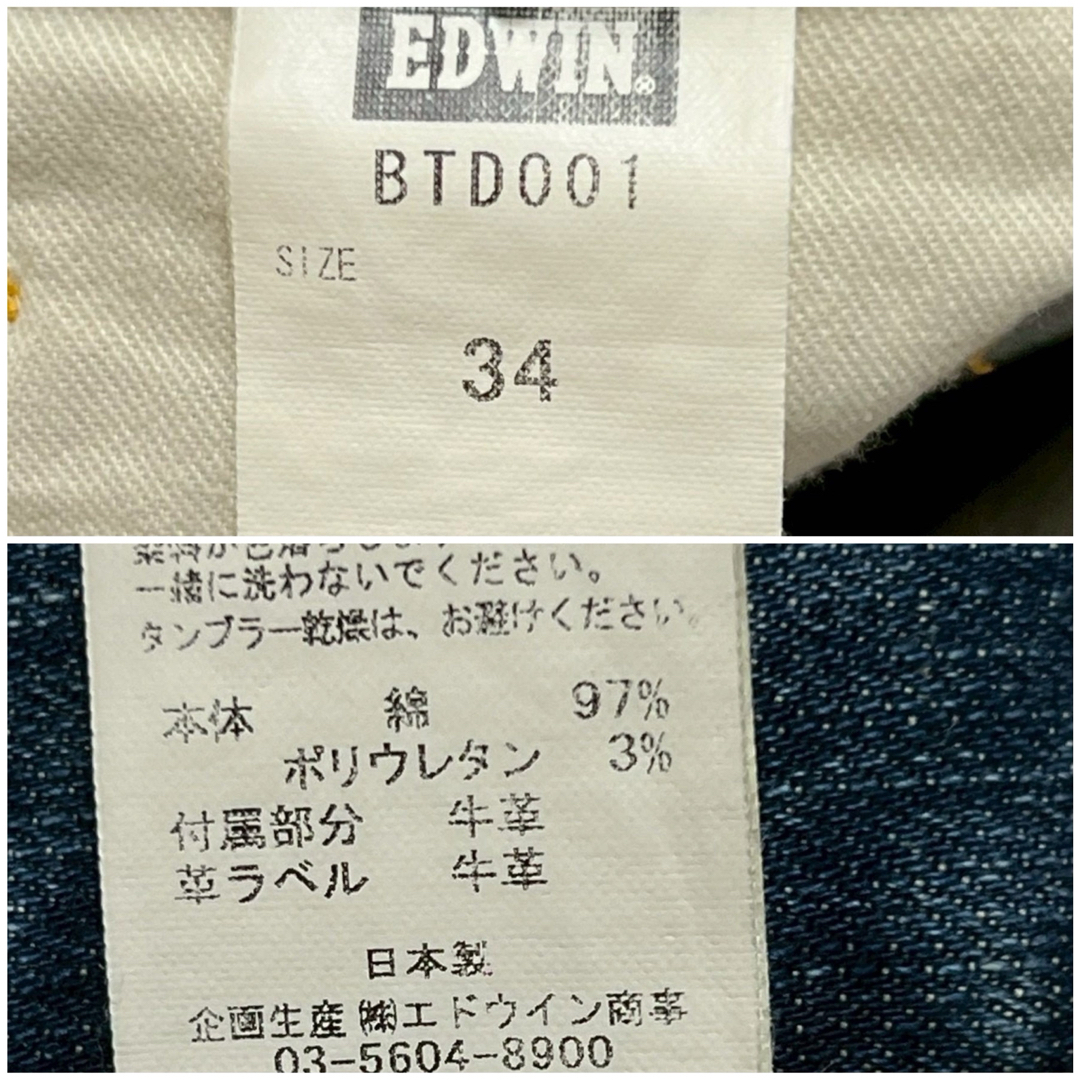 EDWIN®
BTD001
SIZE
34
一緒に洗わないでください。
タンブラー乾燥は、お避けください。
本体 綿 97%
ポリウレタン 3%
付属部分 牛革
革ラベル 牛革
日本製
企画生産 ㈱エドウイン商事
03-5604-8900